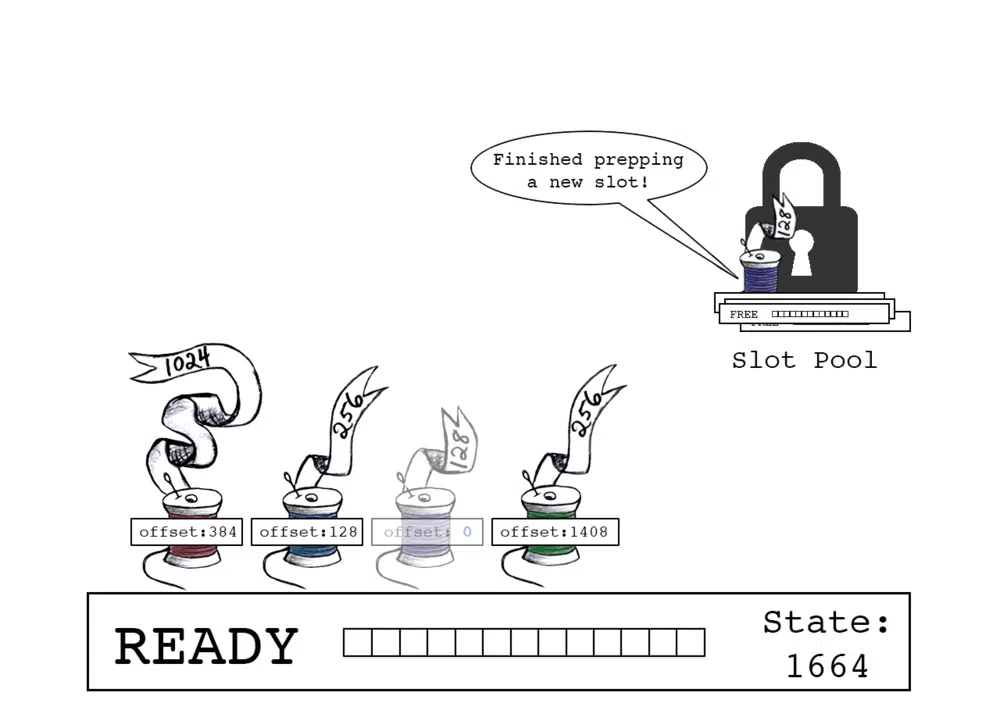 Finished prepping
a new slot!
128
FREE
Slot Pool
1024
256
128
256
offset:384
offset:128
offset: 0
offset:1408
READY
State:
1664